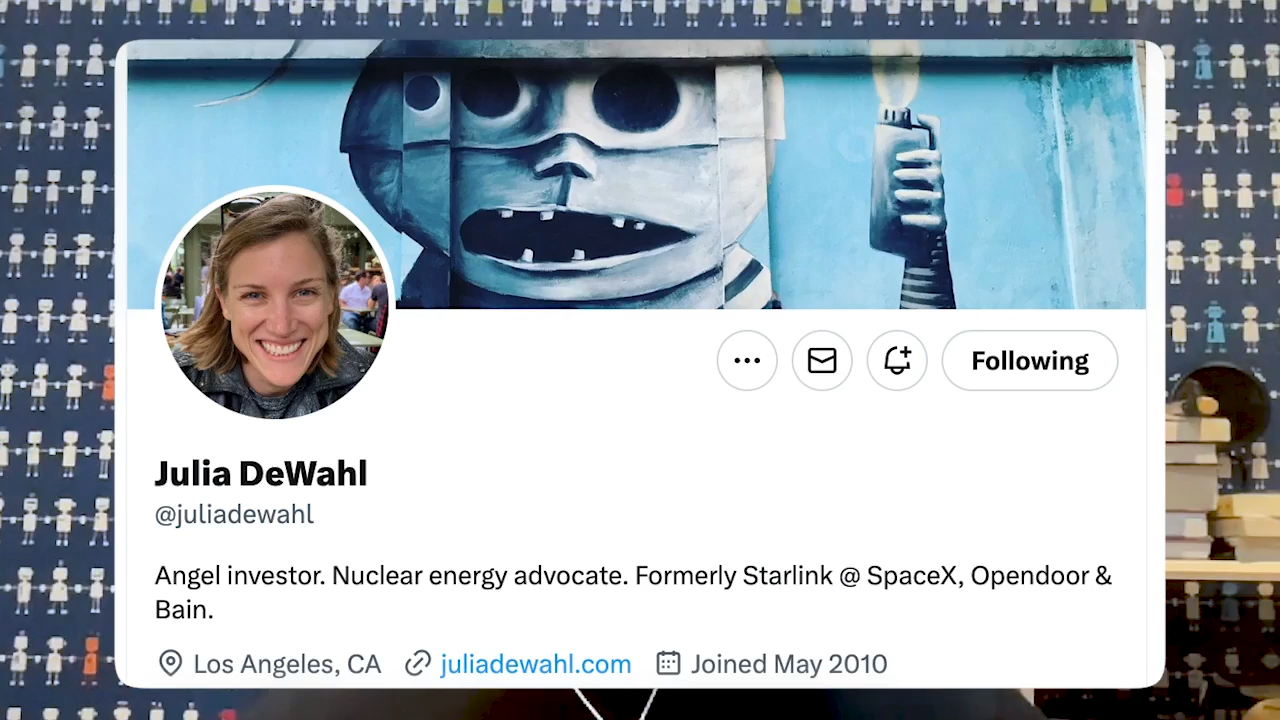 Following
Julia DeWahl
@juliadewahl
Angel investor. Nuclear energy advocate. Formerly Starlink @ SpaceX, Opendoor &
Bain.
Los Angeles, CA juliadewahl.com Joined May 2010